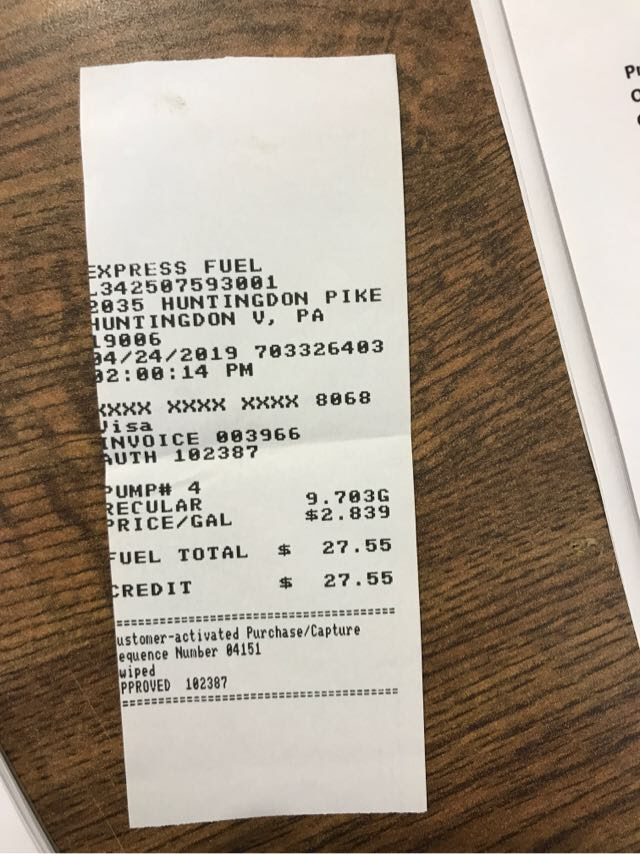 EXPRESS FUEL
1342507593001
2035 HUNTINGDON PIKE
HUNTINGDON V, PA
19006
04/24/2019 703326403
02:00:14 PM
XXXX XXXX XXXX 8068
Visa
INVOICE 003966
AUTH 102387
PUMP# 4
REGULAR 9.703G
PRICE/GAL $2.839
FUEL TOTAL $ 27.55
CREDIT $ 27.55
=====================================
ustomer-activated Purchase/Capture
equence Number 04151
wiped
PPROVED 102387
=====================================